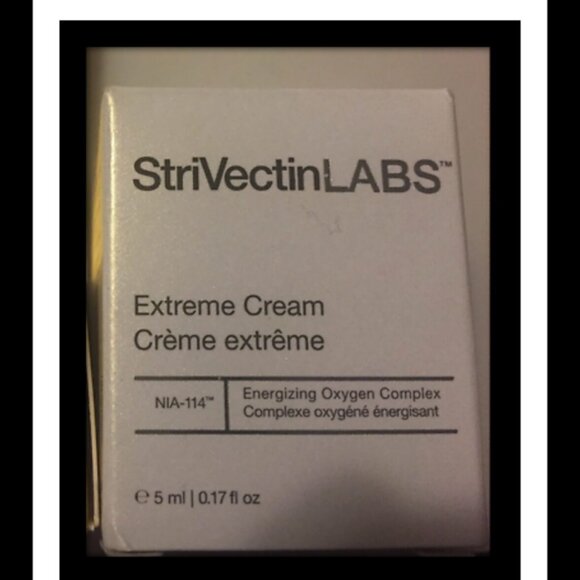 StriVectinLABS™
Extreme Cream
Crème extrême
NIA-114™
Energizing Oxygen Complex
Complexe oxygéné énergisant
℮ 5 ml | 0.17 fl oz